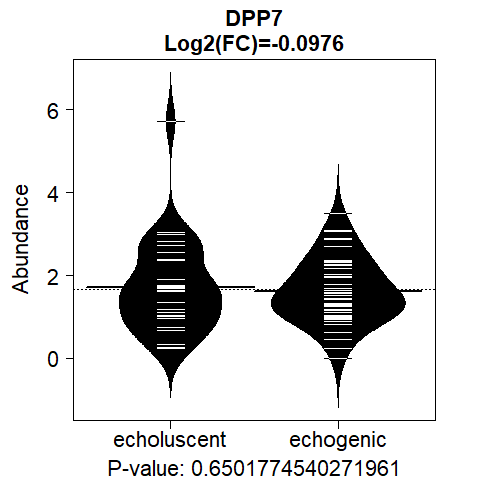 DPP7
Log2(FC)=-0.0976
Abundance
6
4
2
0
echoluscent echogenic
P-value: 0.6501774540271961